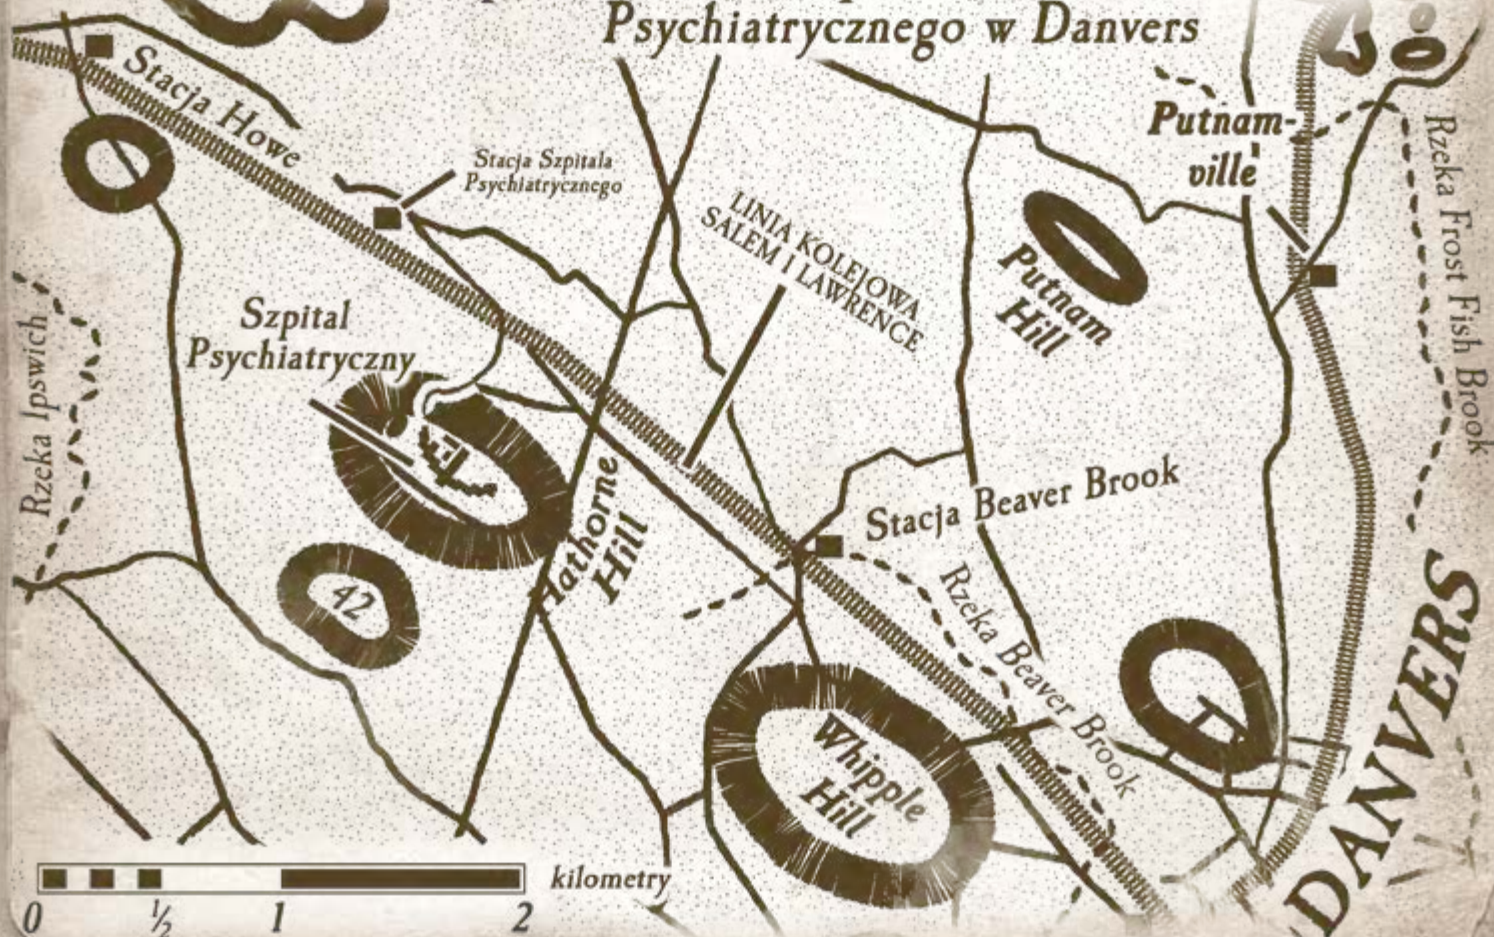 Psychiatrycznego w Danvers
Stacja Howe
Stacja Szpitala
Psychiatrycznego
Putnam-
ville
Rzeka Frost Fish Brook
LINIA KOLEJOWA
SALEM I LAWRENCE
Putnam
Hill
Szpital
Psychiatryczny
Rzeka Ipswich
Hathorne
Hill
Stacja Beaver Brook
42
Rzeka Beaver Brook
DANVERS
Whipple
Hill
kilometry
0 ½ 1 2